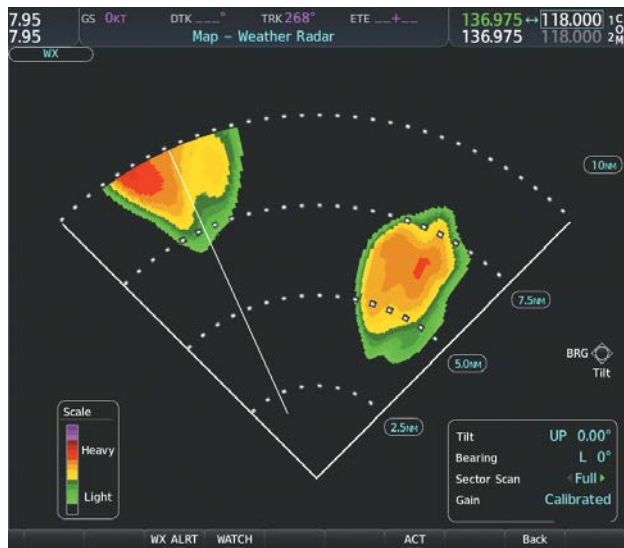 7.95 GS 0KT DTK ___° TRK 268° ETE __+__ 136.975 ↔ 118.000 1 C
7.95 Map – Weather Radar 136.975 118.000 2 O M
WX
10NM
7.5NM
BRG
Tilt
5.0NM
2.5NM
Scale
Heavy
Light
Tilt UP 0.00°
Bearing L 0°
Sector Scan Full
Gain Calibrated
WX ALRT WATCH ACT Back